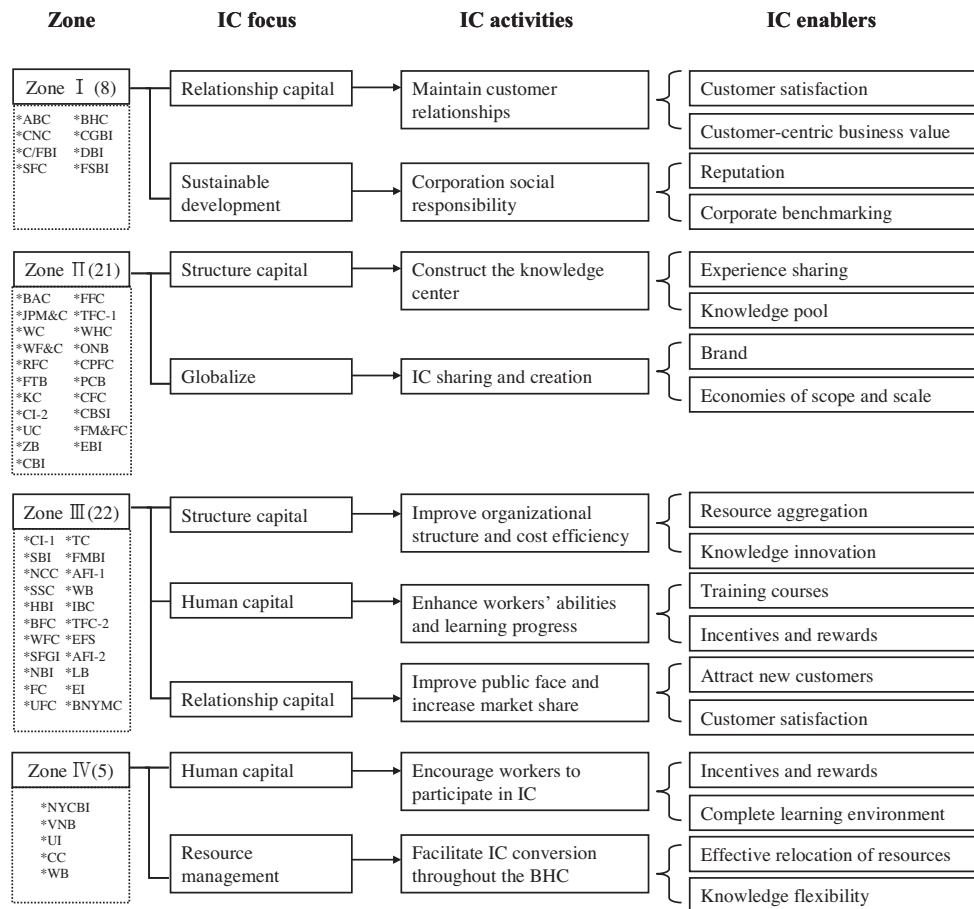 Zone IC focus IC activities IC enablers
Zone Ⅰ (8)
*ABC *BHC
*CNC *CGBI
*C/FBI *DBI
*SFC *FSBI
Relationship capital
Maintain customer
relationships
Customer satisfaction
Customer-centric business value
Sustainable
development
Corporation social
responsibility
Reputation
Corporate benchmarking
Zone Ⅱ (21)
*BAC *FFC
*JPM&C *TFC-1
*WC *WHC
*WF&C *ONB
*RFC *CPFC
*FTB *PCB
*KC *CFC
*CI-2 *CBSI
*UC *FM&FC
*ZB *EBI
*CBI
Structure capital
Construct the knowledge
center
Experience sharing
Knowledge pool
Globalize
IC sharing and creation
Brand
Economies of scope and scale
Zone Ⅲ (22)
*CI-1 *TC
*SBI *FMBI
*NCC *AFI-1
*SSC *WB
*HBI *IBC
*BFC *TFC-2
*WFC *EFS
*SFGI *AFI-2
*NBI *LB
*FC *EI
*UFC *BNYMC
Structure capital
Improve organizational
structure and cost efficiency
Resource aggregation
Knowledge innovation
Human capital
Enhance workers' abilities
and learning progress
Training courses
Incentives and rewards
Relationship capital
Improve public face and
increase market share
Attract new customers
Customer satisfaction
Zone Ⅳ (5)
*NYCBI
*VNB
*UI
*CC
*WB
Human capital
Encourage workers to
participate in IC
Incentives and rewards
Complete learning environment
Resource
management
Facilitate IC conversion
throughout the BHC
Effective relocation of resources
Knowledge flexibility